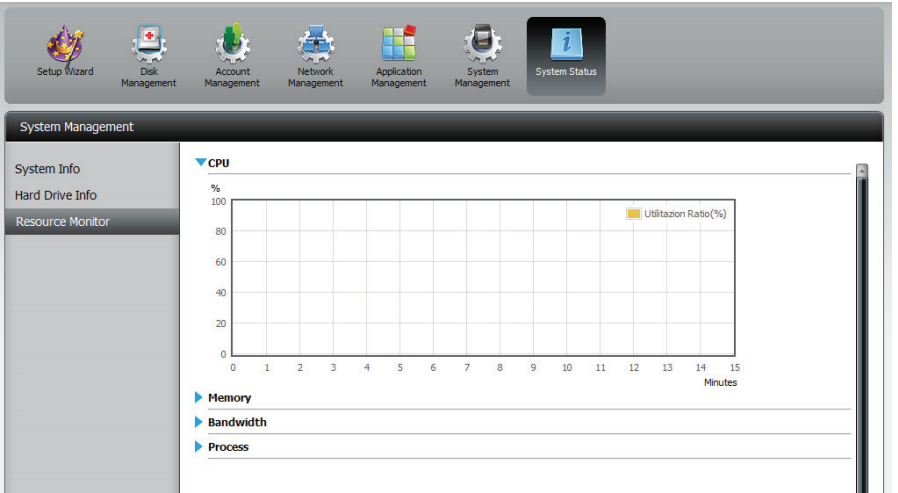 Setup Wizard
Disk
Management
Account
Management
Network
Management
Application
Management
System
Management
System Status
System Management
System Info
Hard Drive Info
Resource Monitor
CPU
%
Utilitazion Ratio(%)
100
80
60
40
20
0
0 1 2 3 4 5 6 7 8 9 10 11 12 13 14 15
Minutes
Memory
Bandwidth
Process